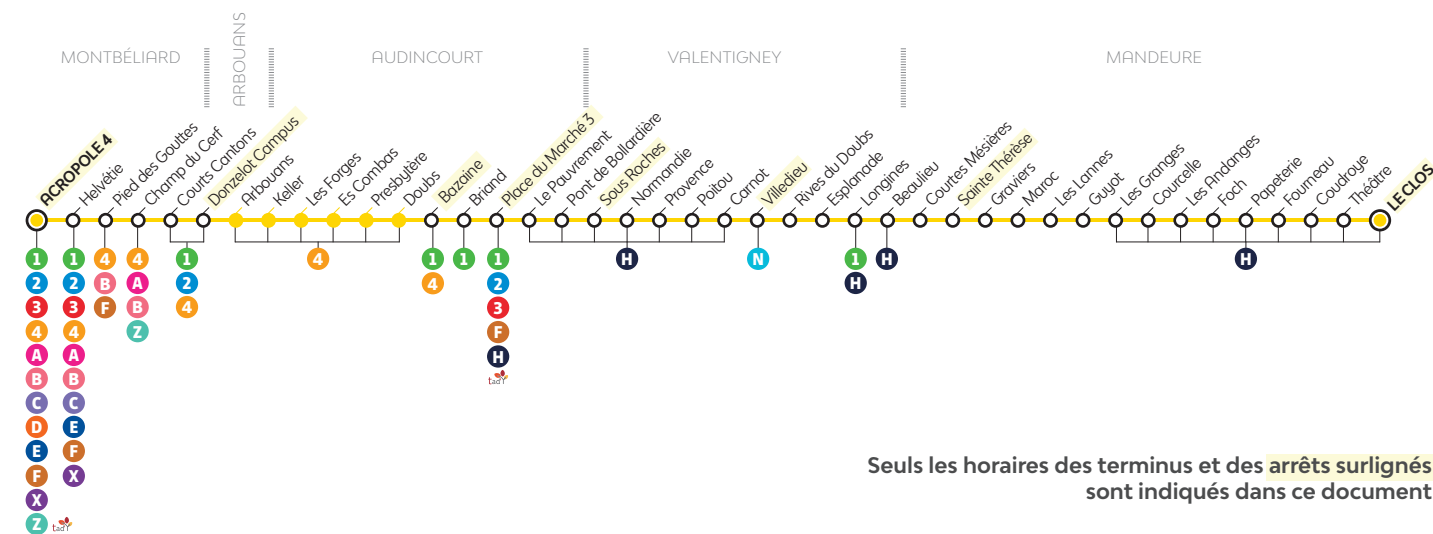 MONTBÉLIARD
ARBOUANS
AUDINCOURT
VALENTIGNEY
MANDEURE
ACROPOLE 4
Helvétie
Pied des Gouttes
Champ du Cerf
Courts Cantons
Donzelot Campus
Arbouans
Keller
Les Forges
Es Combas
Presbytère
Doubs
Bazaine
Briand
Place du Marché 3
Le Pauvrement
Pont de Bollardière
Sous Roches
Normandie
Provence
Poitou
Carnot
Villedieu
Rives du Doubs
Esplanade
Longines
Beaulieu
Courtes Mésières
Sainte Thérèse
Graviers
Maroc
Les Lannes
Guyot
Les Granges
Courcelle
Les Andanges
Foch
Papeterie
Fourneau
Coudroye
Théâtre
LE CLOS
1 1 4 4 1 4 1 1 1 H N 1 H H
2 2 B A 2 4 2 H
3 3 F B 4 3
4 4 Z F
A A H
B B tad
C C
D E
E F
F X
X
Z tad
Seuls les horaires des terminus et des arrêts surlignés
sont indiqués dans ce document